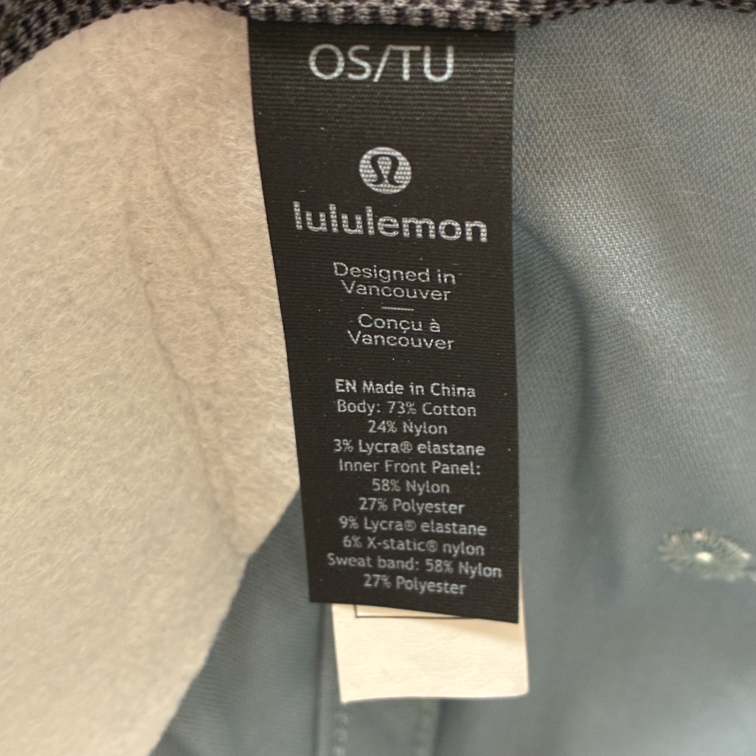 OS/TU
lululemon
Designed in
Vancouver
Conçu à
Vancouver
EN Made in China
Body: 73% Cotton
24% Nylon
3% Lycra® elastane
Inner Front Panel:
58% Nylon
27% Polyester
9% Lycra® elastane
6% X-static® nylon
Sweat band: 58% Nylon
27% Polyester